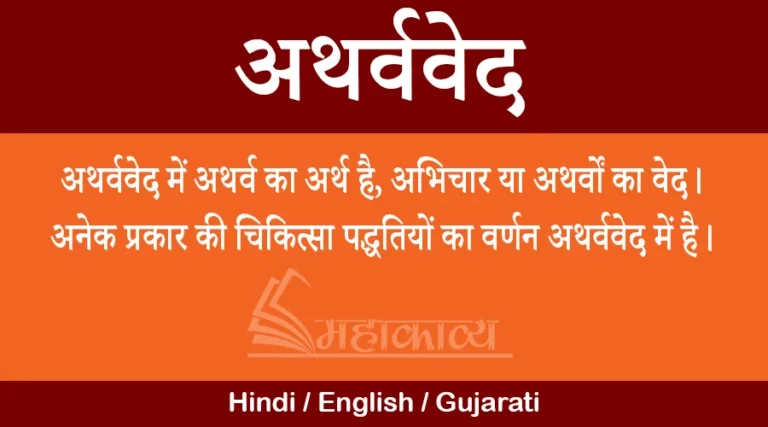 अथर्ववेद
अथर्ववेद में अथर्व का अर्थ है, अभिचार या अथर्वों का वेद।
अनेक प्रकार की चिकित्सा पद्धतियों का वर्णन अथर्ववेद में है।
महाकाव्य
Hindi / English / Gujarati